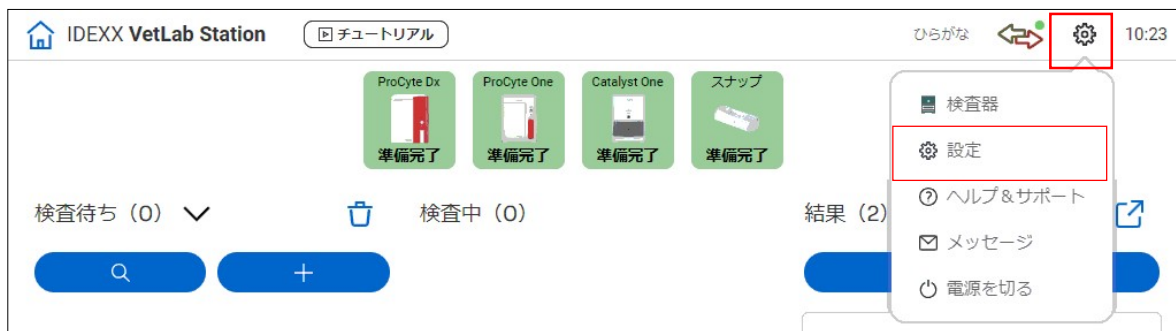 IDEXX VetLab Station チュートリアル ひらがな 10:23
ProCyte Dx ProCyte One Catalyst One スナップ
準備完了 準備完了 準備完了 準備完了
検査器
設定
ヘルプ&サポート
メッセージ
電源を切る
検査待ち（0） 検査中（0） 結果（2）